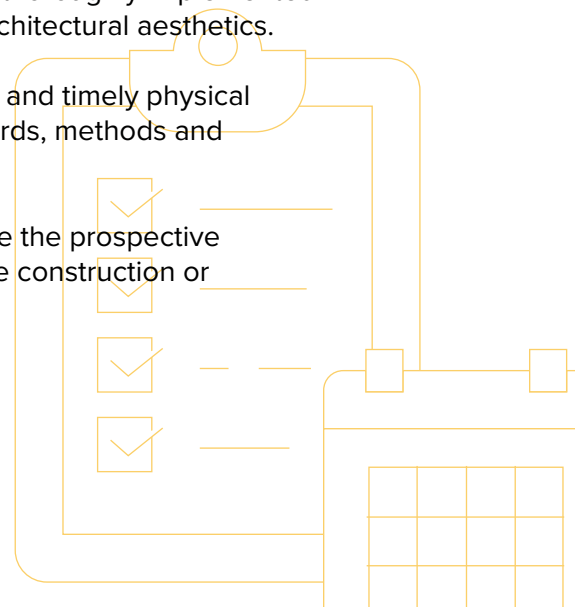 chitectural aesthetics.
and timely physical
rds, methods and
e the prospective
e construction or